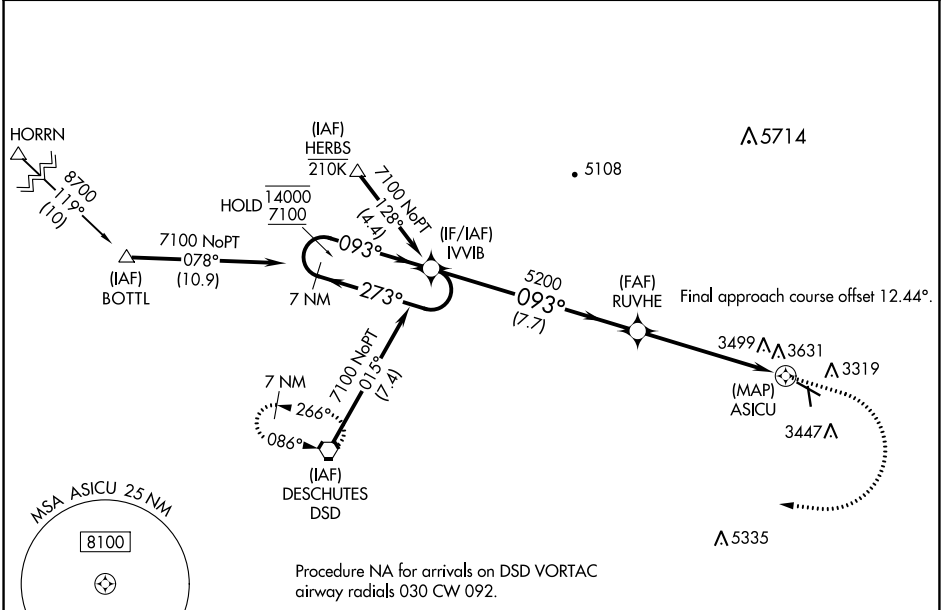 HORRN
8700
119°
(10)
(IAF)
BOTTL
7100 NoPT
078°
(10.9)
(IAF)
HERBS
210K
7100 NoPT
128°
(4.4)
HOLD 14000
7100
093°
7 NM
273°
(IF/IAF)
IVVIB
5108
5714
5200
093°
(7.7)
(FAF)
RUVHE
Final approach course offset 12.44°.
3499
3631
3319
(MAP)
ASICU
3447
5335
7100 NoPT
015°
(7.4)
7 NM
266°
086°
(IAF)
DESCHUTES
DSD
MSA ASICU 25 NM
8100
Procedure NA for arrivals on DSD VORTAC
airway radials 030 CW 092.